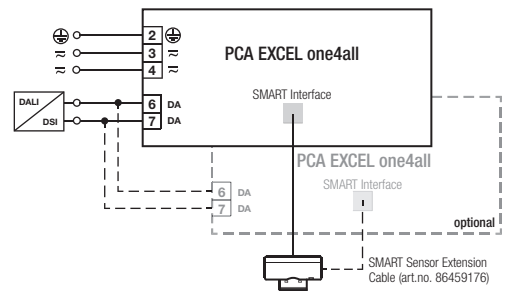 2
3
4
PCA EXCEL one4all
SMART Interface
DALI
DSI
6 DA
7 DA
PCA EXCEL one4all
SMART Interface
6 DA
7 DA
optional
SMART Sensor Extension
Cable (art.no. 86459176)